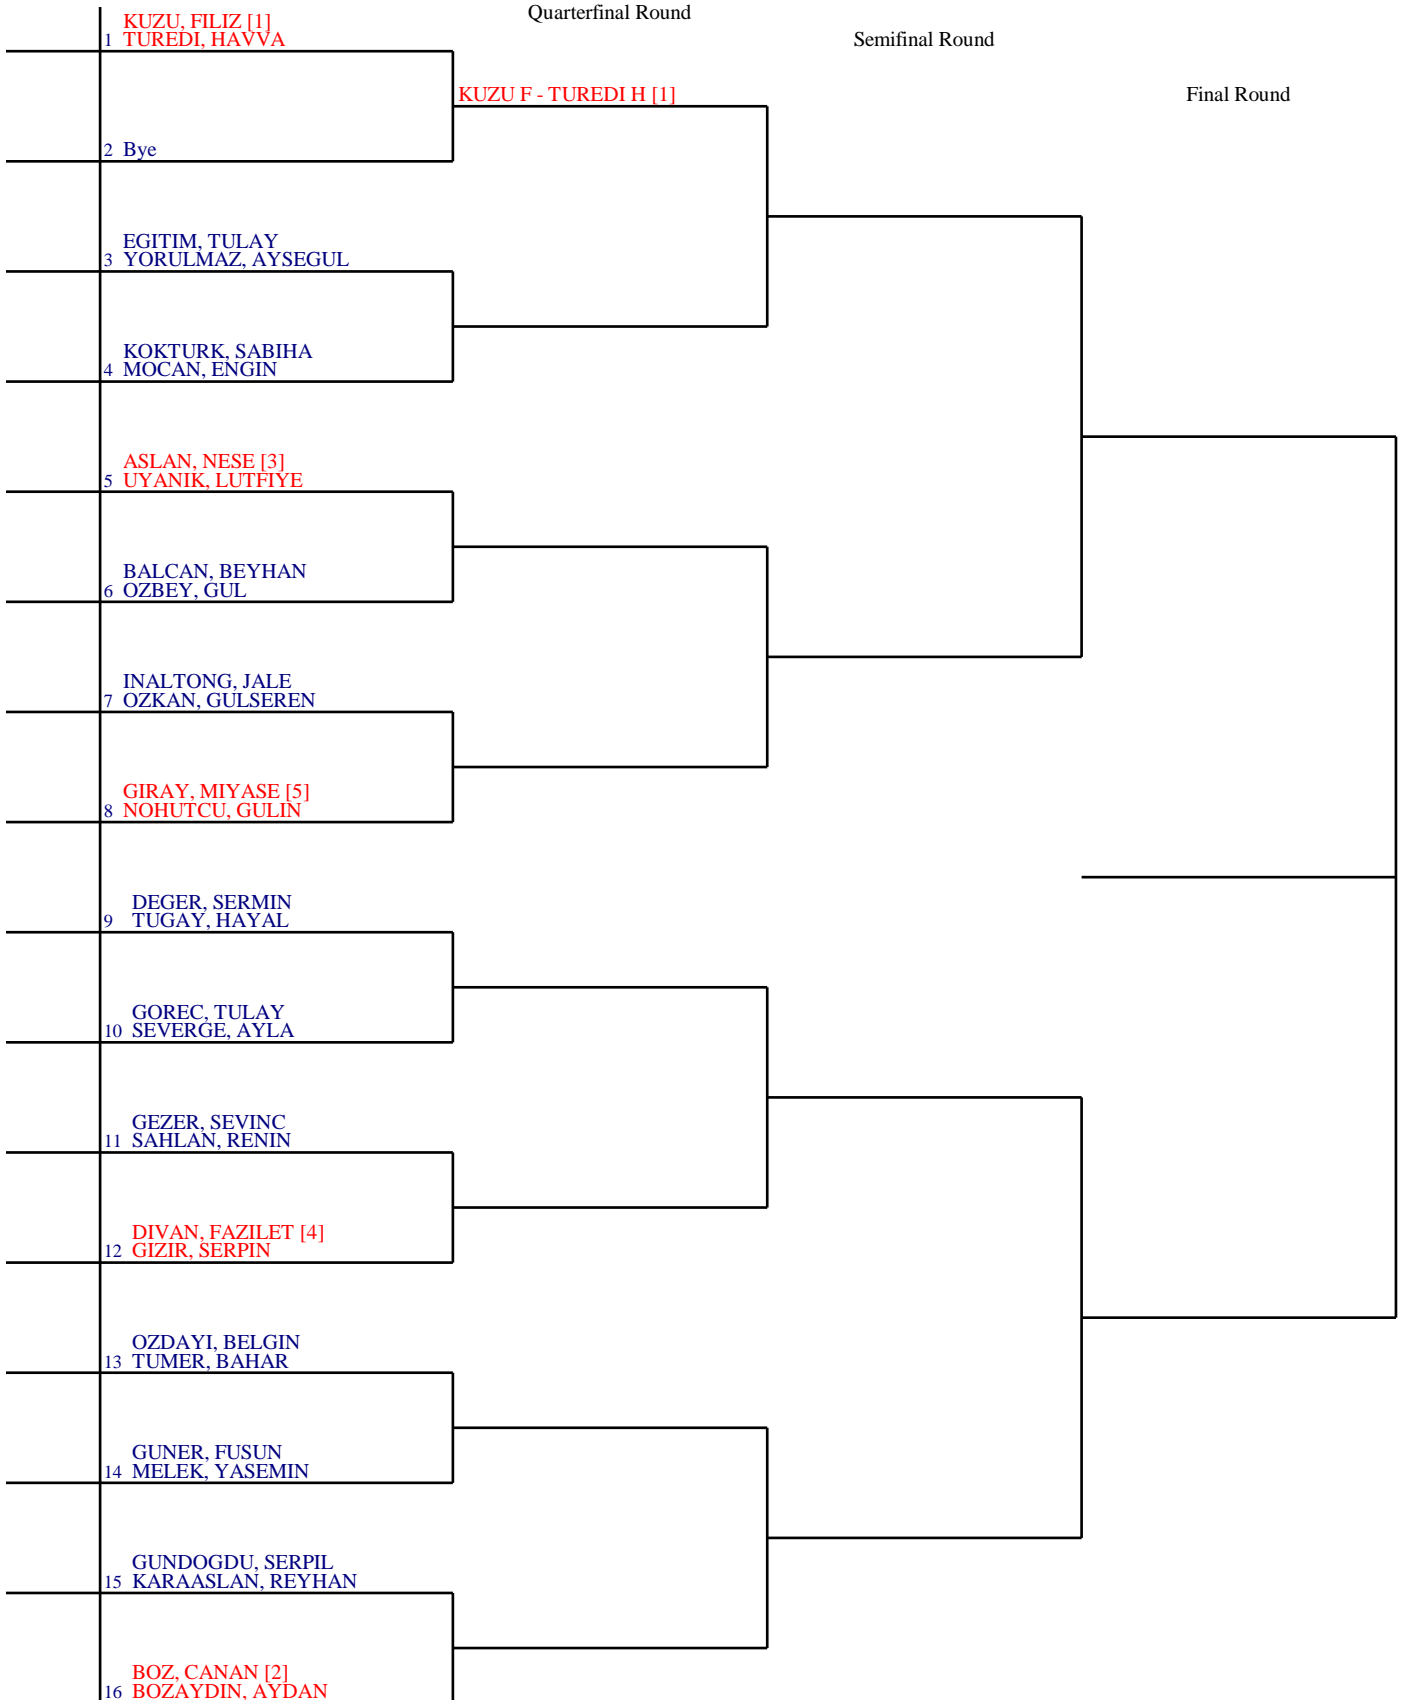 Quarterfinal Round
Semifinal Round
Final Round
KUZU, FILIZ [1]
1 TUREDI, HAVVA
KUZU F - TUREDI H [1]
2 Bye
EGITIM, TULAY
3 YORULMAZ, AYSEGUL
KOKTURK, SABIHA
4 MOCAN, ENGIN
ASLAN, NESE [3]
5 UYANIK, LUTFIYE
BALCAN, BEYHAN
6 OZBEY, GUL
INALTONG, JALE
7 OZKAN, GULSEREN
GIRAY, MIYASE [5]
8 NOHUTCU, GULIN
DEGER, SERMIN
9 TUGAY, HAYAL
GOREC, TULAY
10 SEVERGE, AYLA
GEZER, SEVINC
11 SAHLAN, RENIN
DIVAN, FAZILET [4]
12 GIZIR, SERPIN
OZDAYI, BELGIN
13 TUMER, BAHAR
GUNER, FUSUN
14 MELEK, YASEMIN
GUNDOGDU, SERPIL
15 KARAASLAN, REYHAN
BOZ, CANAN [2]
16 BOZAYDIN, AYDAN